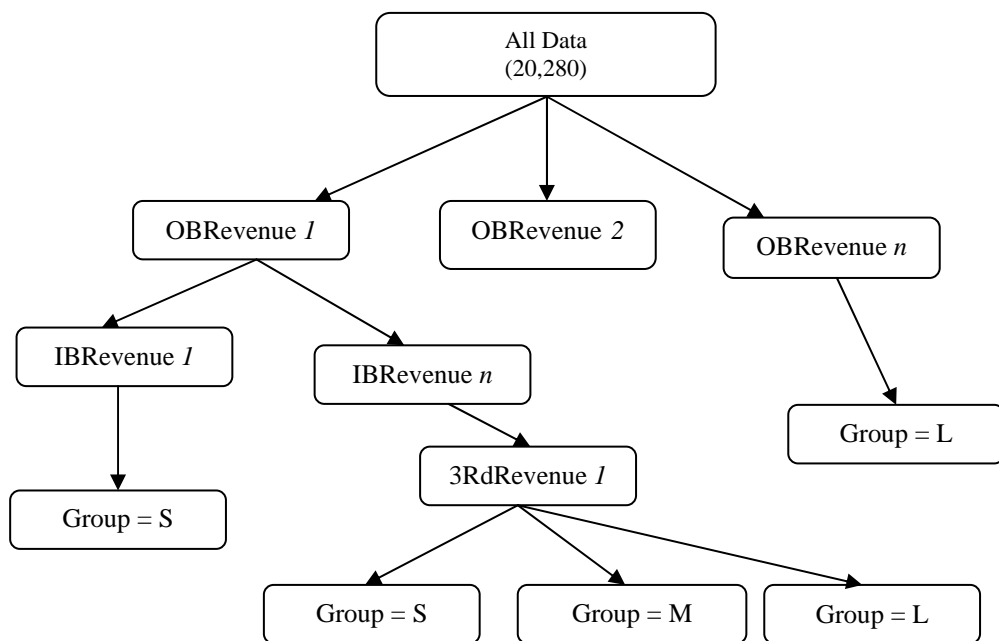 All Data
(20,280)
OBRevenue 1
OBRevenue 2
OBRevenue n
IBRevenue 1
IBRevenue n
Group = L
3RdRevenue 1
Group = S
Group = S
Group = M
Group = L